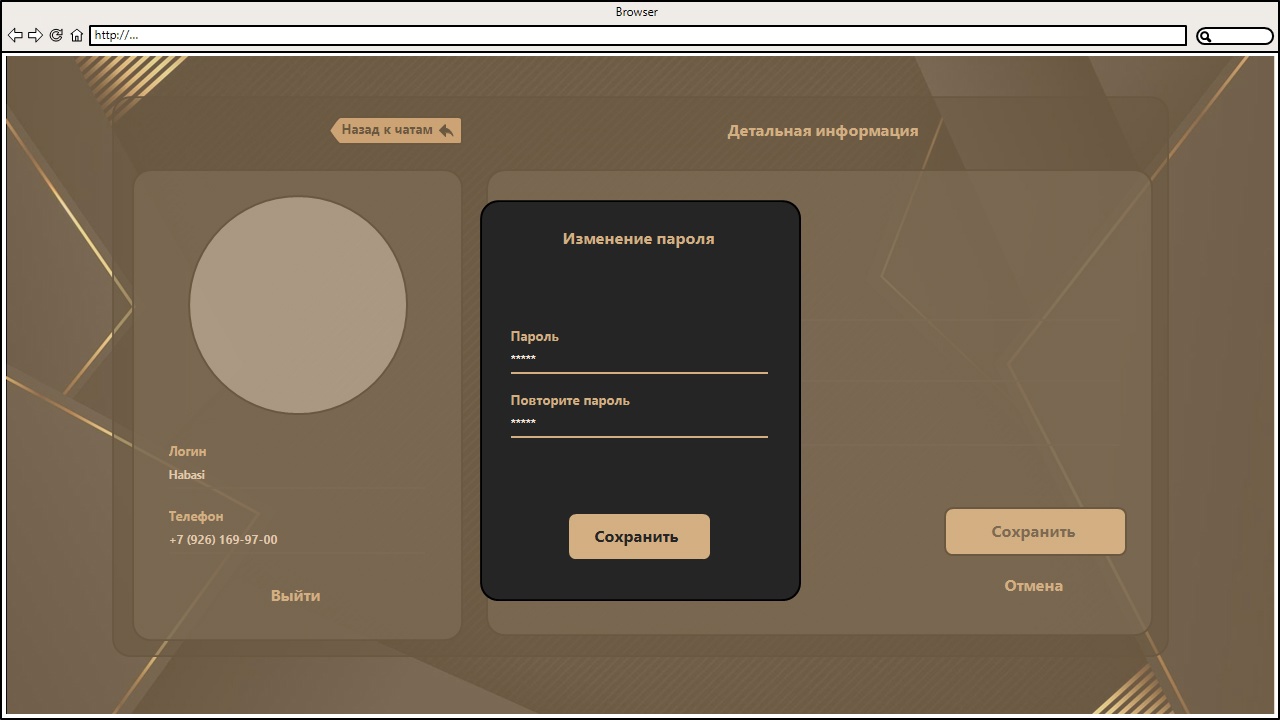 Browser
http://...
Назад к чатам
Детальная информация
Логин
Habasi
Телефон
+7 (926) 169-97-00
Выйти
Изменение пароля
Пароль
*****
Повторите пароль
*****
Сохранить
Сохранить
Отмена